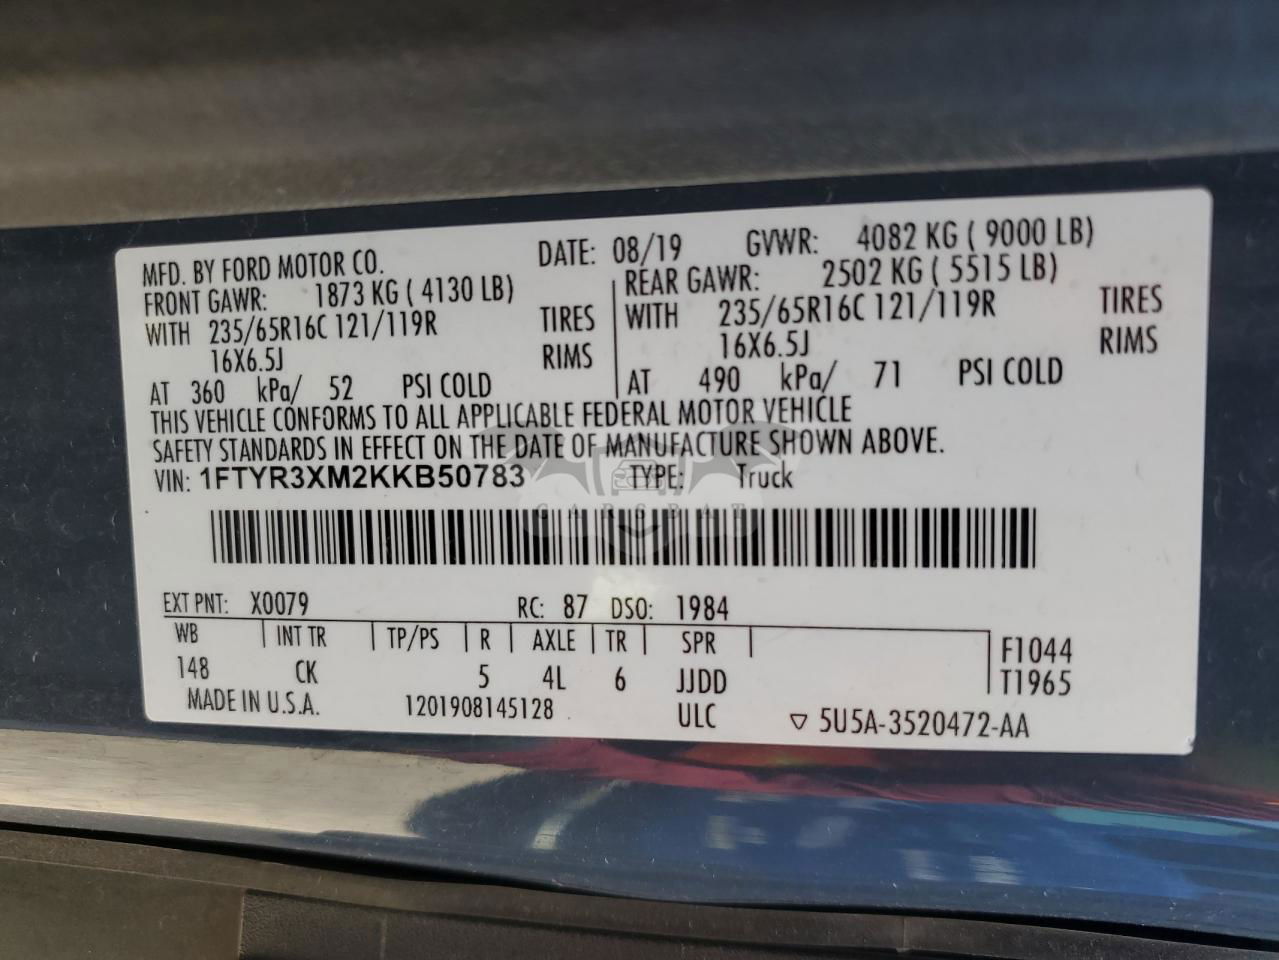 MFD. BY FORD MOTOR CO. DATE: 08/19 GVWR: 4082 KG ( 9000 LB)
FRONT GAWR: 1873 KG ( 4130 LB) REAR GAWR: 2502 KG ( 5515 LB)
WITH 235/65R16C 121/119R TIRES WITH 235/65R16C 121/119R TIRES
16X6.5J RIMS 16X6.5J RIMS
AT 360 kPa/ 52 PSI COLD AT 490 kPa/ 71 PSI COLD
THIS VEHICLE CONFORMS TO ALL APPLICABLE FEDERAL MOTOR VEHICLE
SAFETY STANDARDS IN EFFECT ON THE DATE OF MANUFACTURE SHOWN ABOVE.
VIN: 1FTYR3XM2KKB50783 TYPE: Truck
CARSBAT
EXT PNT: X0079 RC: 87 DSO: 1984
WB INT TR TP/PS R AXLE TR SPR F1044
148 CK 5 4L 6 JJDD T1965
MADE IN U.S.A. 1201908145128 ULC ▽ 5U5A-3520472-AA